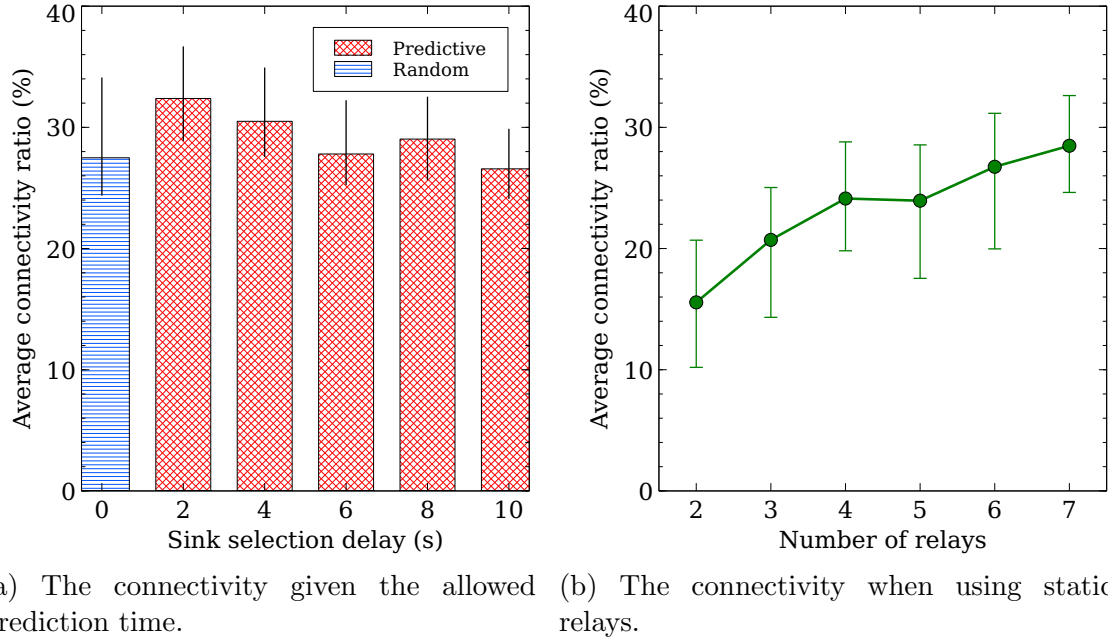 40
30
20
10
0
Average connectivity ratio (%)
Predictive
Random
0 2 4 6 8 10
Sink selection delay (s)
40
30
20
10
0
Average connectivity ratio (%)
2 3 4 5 6 7
Number of relays
a) The connectivity given the allowed
rediction time.
(b) The connectivity when using static
relays.